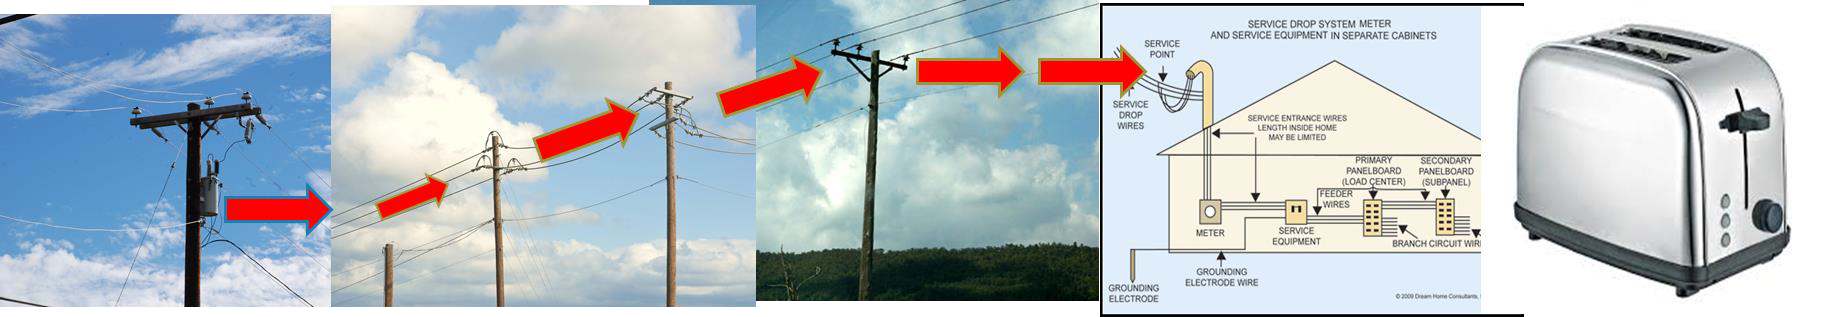 SERVICE DROP SYSTEM METER
AND SERVICE EQUIPMENT IN SEPARATE CABINETS
SERVICE
POINT
SERVICE
DROP
WIRES
SERVICE ENTRANCE WIRES
LENGTH INSIDE HOME
MAY BE LIMITED
PRIMARY
PANELBOARD
(LOAD CENTER)
SECONDARY
PANELBOARD
(SUBPANEL)
FEEDER
WIRES
METER
SERVICE
EQUIPMENT
BRANCH CIRCUIT WIR
GROUNDING
ELECTRODE WIRE
GROUNDING
ELECTRODE
© 2009 Dream Home Consultants,